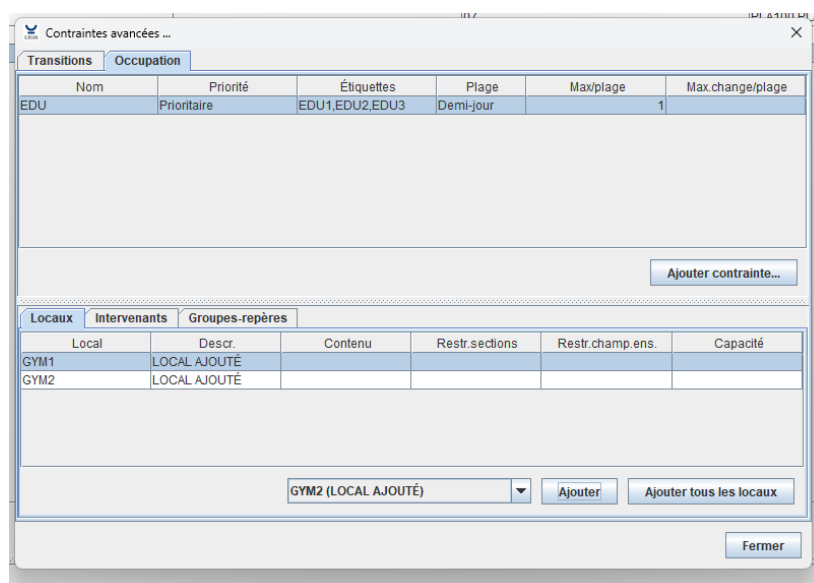 Contraintes avancées ...
Transitions Occupation
Nom Priorité Étiquettes Plage Max/plage Max.change/plage
EDU Prioritaire EDU1,EDU2,EDU3 Demi-jour 1
Ajouter contrainte...
Locaux Intervenants Groupes-repères
Local Descr. Contenu Restr.sections Restr.champ.ens. Capacité
GYM1 LOCAL AJOUTÉ
GYM2 LOCAL AJOUTÉ
GYM2 (LOCAL AJOUTÉ) Ajouter Ajouter tous les locaux
Fermer